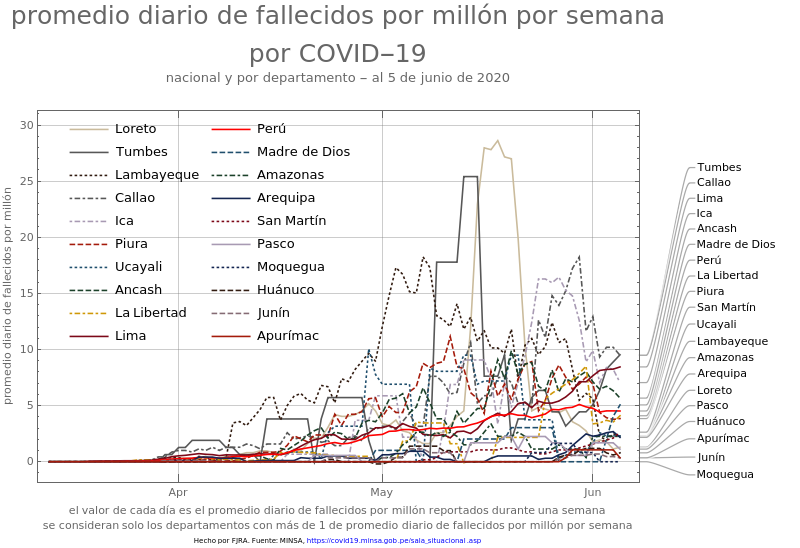 promedio diario de fallecidos por millón por semana
por COVID‒19
nacional y por departamento ‒ al 5 de junio de 2020
promedio diario de fallecidos por millón
30
25
20
15
10
5
0
Apr
May
Jun
Loreto
Tumbes
Lambayeque
Callao
Ica
Piura
Ucayali
Ancash
La Libertad
Lima
Perú
Madre de Dios
Amazonas
Arequipa
San Martín
Pasco
Moquegua
Huánuco
Junín
Apurímac
Tumbes
Callao
Lima
Ica
Ancash
Madre de Dios
Perú
La Libertad
Piura
San Martín
Ucayali
Lambayeque
Amazonas
Arequipa
Loreto
Pasco
Huánuco
Apurímac
Junín
Moquegua
el valor de cada día es el promedio diario de fallecidos por millón reportados durante una semana
se consideran solo los departamentos con más de 1 de promedio diario de fallecidos por millón por semana
Hecho por FJRA. Fuente: MINSA, https://covid19.minsa.gob.pe/sala_situacional.asp